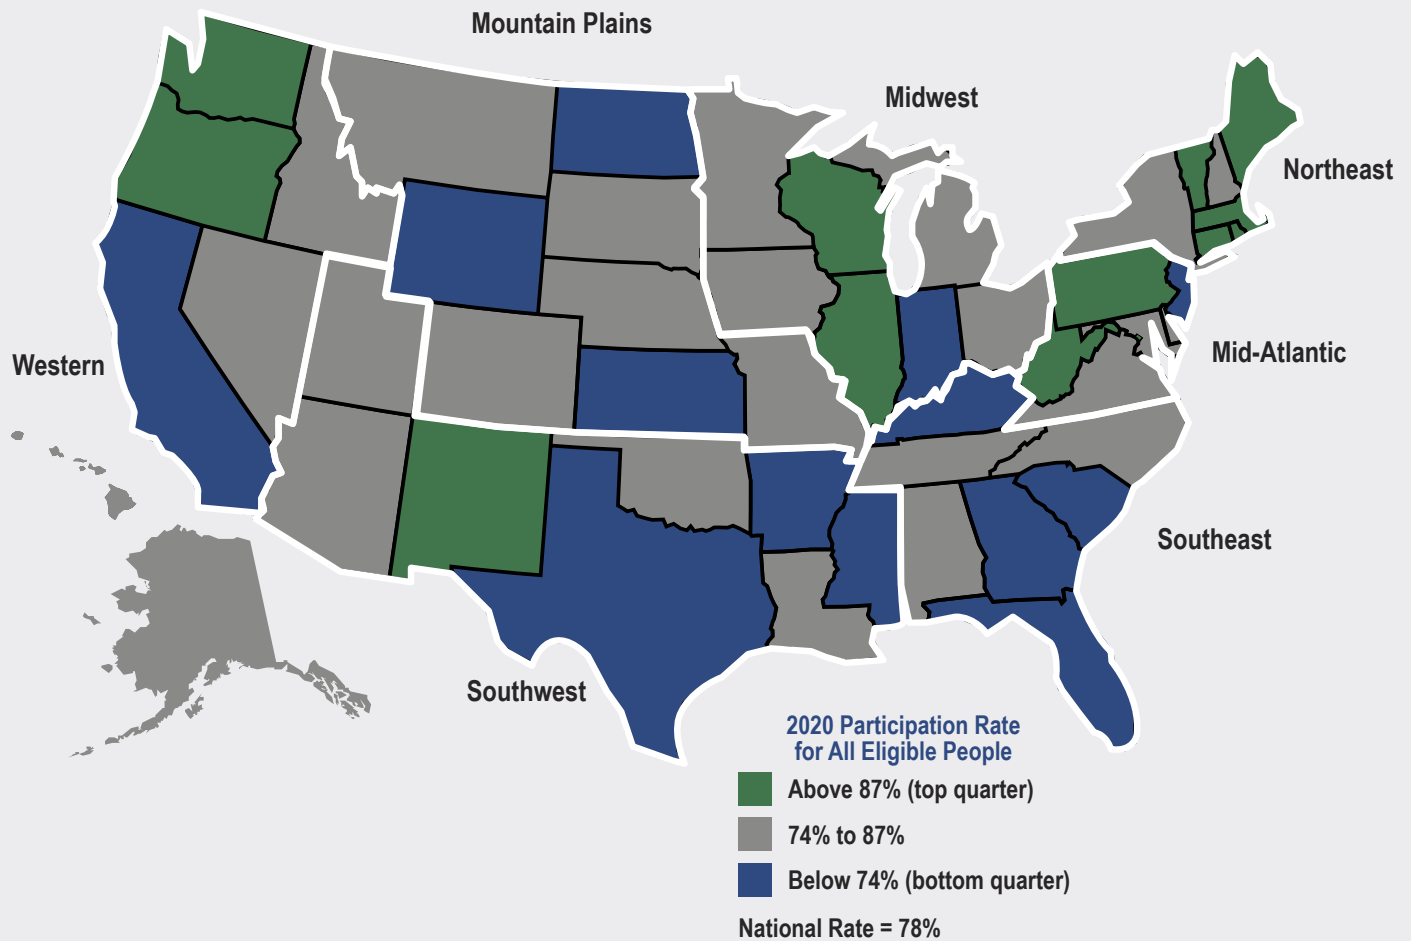 Mountain Plains
Midwest
Northeast
Mid-Atlantic
Western
Southeast
Southwest
2020 Participation Rate
for All Eligible People
Above 87% (top quarter)
74% to 87%
Below 74% (bottom quarter)
National Rate = 78%